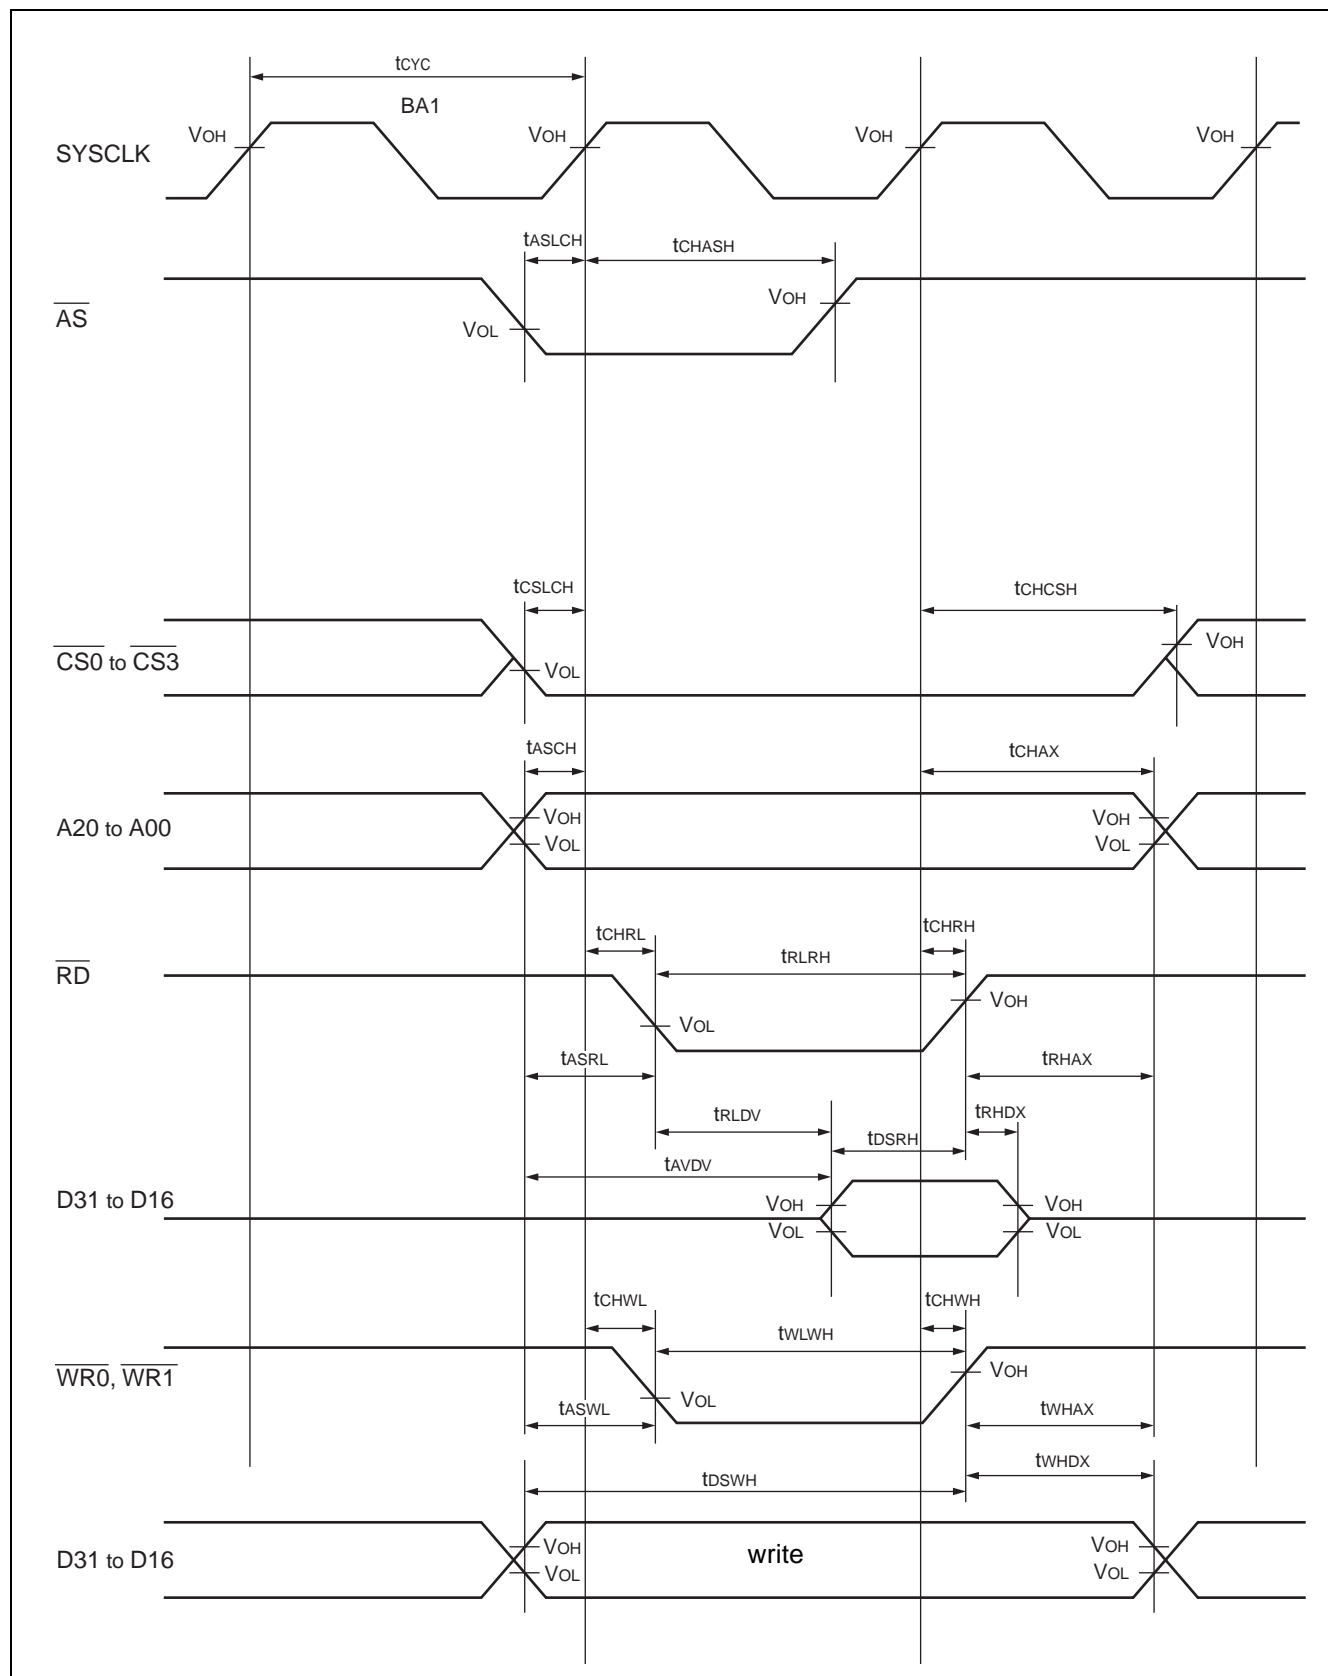 tCYC
BA1
VOH VOH VOH VOH
SYSCLK
tASLCH tCHASH
VOH
AS
VOL
tCSLCH tCHCSH
VOH
CS0 to CS3
VOL
tASCH tCHAX
VOH VOH
A20 to A00
VOL VOL
tCHRL tCHRH
tRLRH
RD
VOH
VOL
tASRL tRHAX
tRLDV tRHDX
tDSRH
tAVDV
D31 to D16
VOH VOH
VOL VOL
tCHWL tCHWH
tWLWH
WR0, WR1
VOH
VOL
tASWL tWHAX
tWHDX
tDSWH
VOH write VOH
D31 to D16
VOL VOL